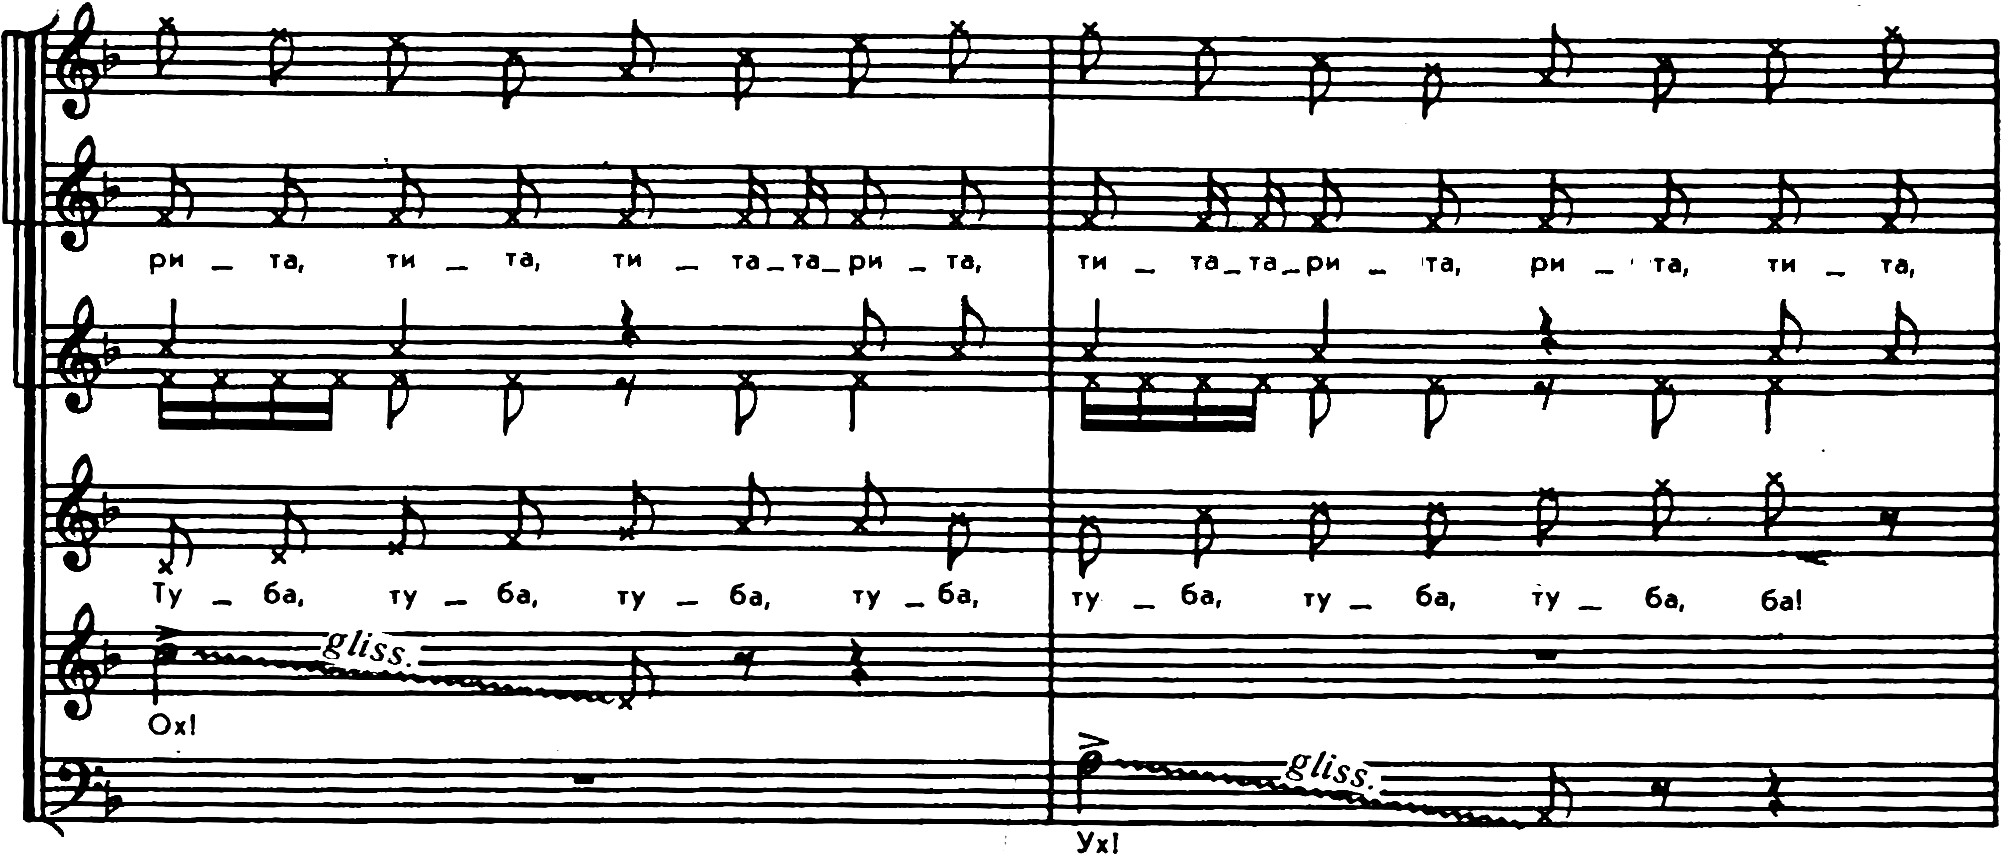 ри _ та, ти _ та, ти _ та _ та _ ри _ та, ти _ та _ та _ ри _ та, ри _ та, ти _ та,
Ту _ ба, ту _ ба, ту _ ба, ту _ ба, ту _ ба, ту _ ба, ту _ ба, ба!
gliss.
Ох!
gliss.
Ух!